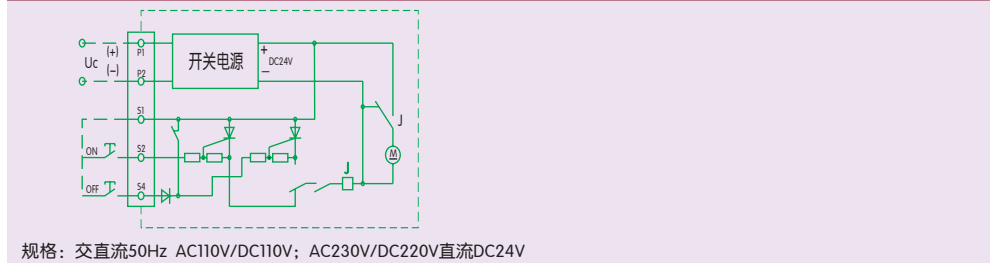 (+)
P1
Uc
(−)
P2
开关电源
+
DC24V
−
S1
J
ON
S2
M
J
OFF
S4
规格：交直流50Hz AC110V/DC110V；AC230V/DC220V直流DC24V